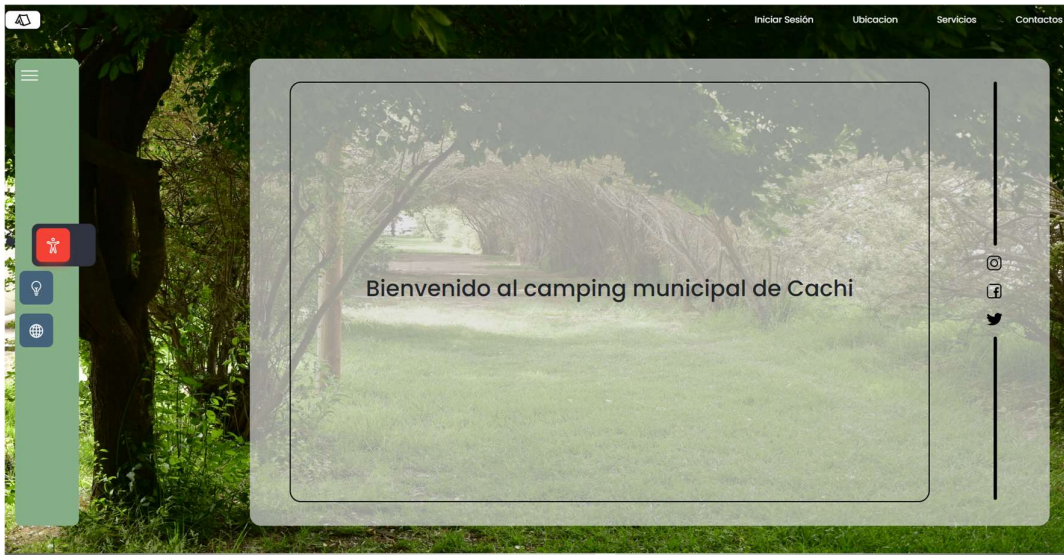 Iniciar Sesión
Ubicacion
Servicios
Contactos
Bienvenido al camping municipal de Cachi